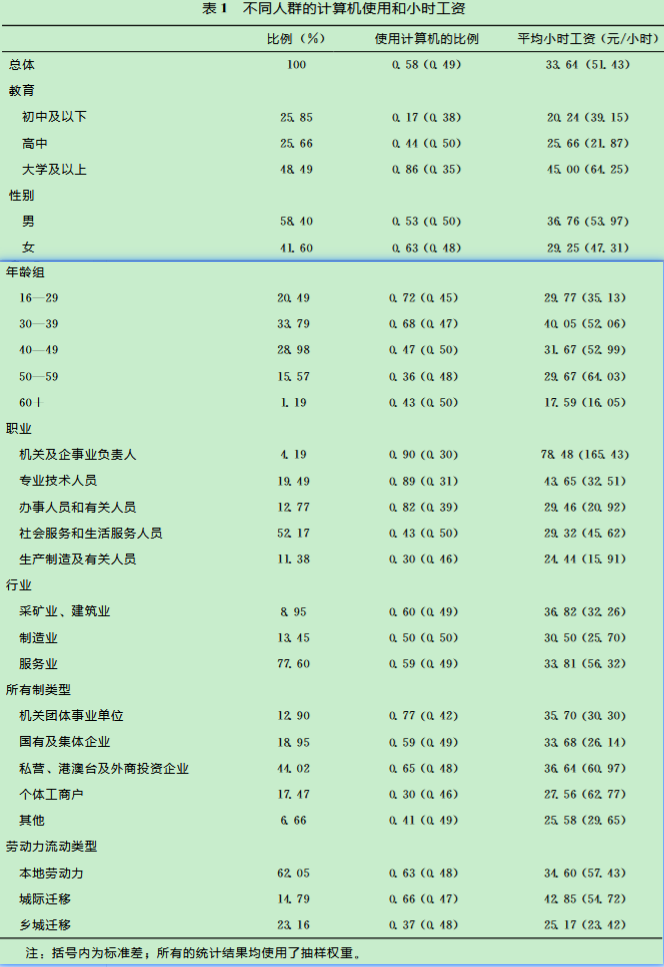 表1 不同人群的计算机使用和小时工资
比例（%） 使用计算机的比例 平均小时工资（元/小时）
总体 100 0.58（0.49） 33.64（51.43）
教育
初中及以下 25.85 0.17（0.38） 20.24（39.15）
高中 25.66 0.44（0.50） 25.66（21.87）
大学及以上 48.49 0.86（0.35） 45.00（64.25）
性别
男 58.40 0.53（0.50） 36.76（53.97）
女 41.60 0.63（0.48） 29.25（47.31）
年龄组
16—29 20.49 0.72（0.45） 29.77（35.13）
30—39 33.79 0.68（0.47） 40.05（52.06）
40—49 28.98 0.47（0.50） 31.67（52.99）
50—59 15.57 0.36（0.48） 29.67（64.03）
60+ 1.19 0.43（0.50） 17.59（16.05）
职业
机关及企事业负责人 4.19 0.90（0.30） 78.48（165.43）
专业技术人员 19.49 0.89（0.31） 43.65（32.51）
办事人员和有关人员 12.77 0.82（0.39） 29.46（20.92）
社会服务和生活服务人员 52.17 0.43（0.50） 29.32（45.62）
生产制造及有关人员 11.38 0.30（0.46） 24.44（15.91）
行业
采矿业、建筑业 8.95 0.60（0.49） 36.82（32.26）
制造业 13.45 0.50（0.50） 30.50（25.70）
服务业 77.60 0.59（0.49） 33.81（56.32）
所有制类型
机关团体事业单位 12.90 0.77（0.42） 35.70（30.30）
国有及集体企业 18.95 0.59（0.49） 33.68（26.14）
私营、港澳台及外商投资企业 44.02 0.65（0.48） 36.64（60.97）
个体工商户 17.47 0.30（0.46） 27.56（62.77）
其他 6.66 0.41（0.49） 25.58（29.65）
劳动力流动类型
本地劳动力 62.05 0.63（0.48） 34.60（57.43）
城际迁移 14.79 0.66（0.47） 42.85（54.72）
乡城迁移 23.16 0.37（0.48） 25.17（23.42）
注：括号内为标准差；所有的统计结果均使用了抽样权重。